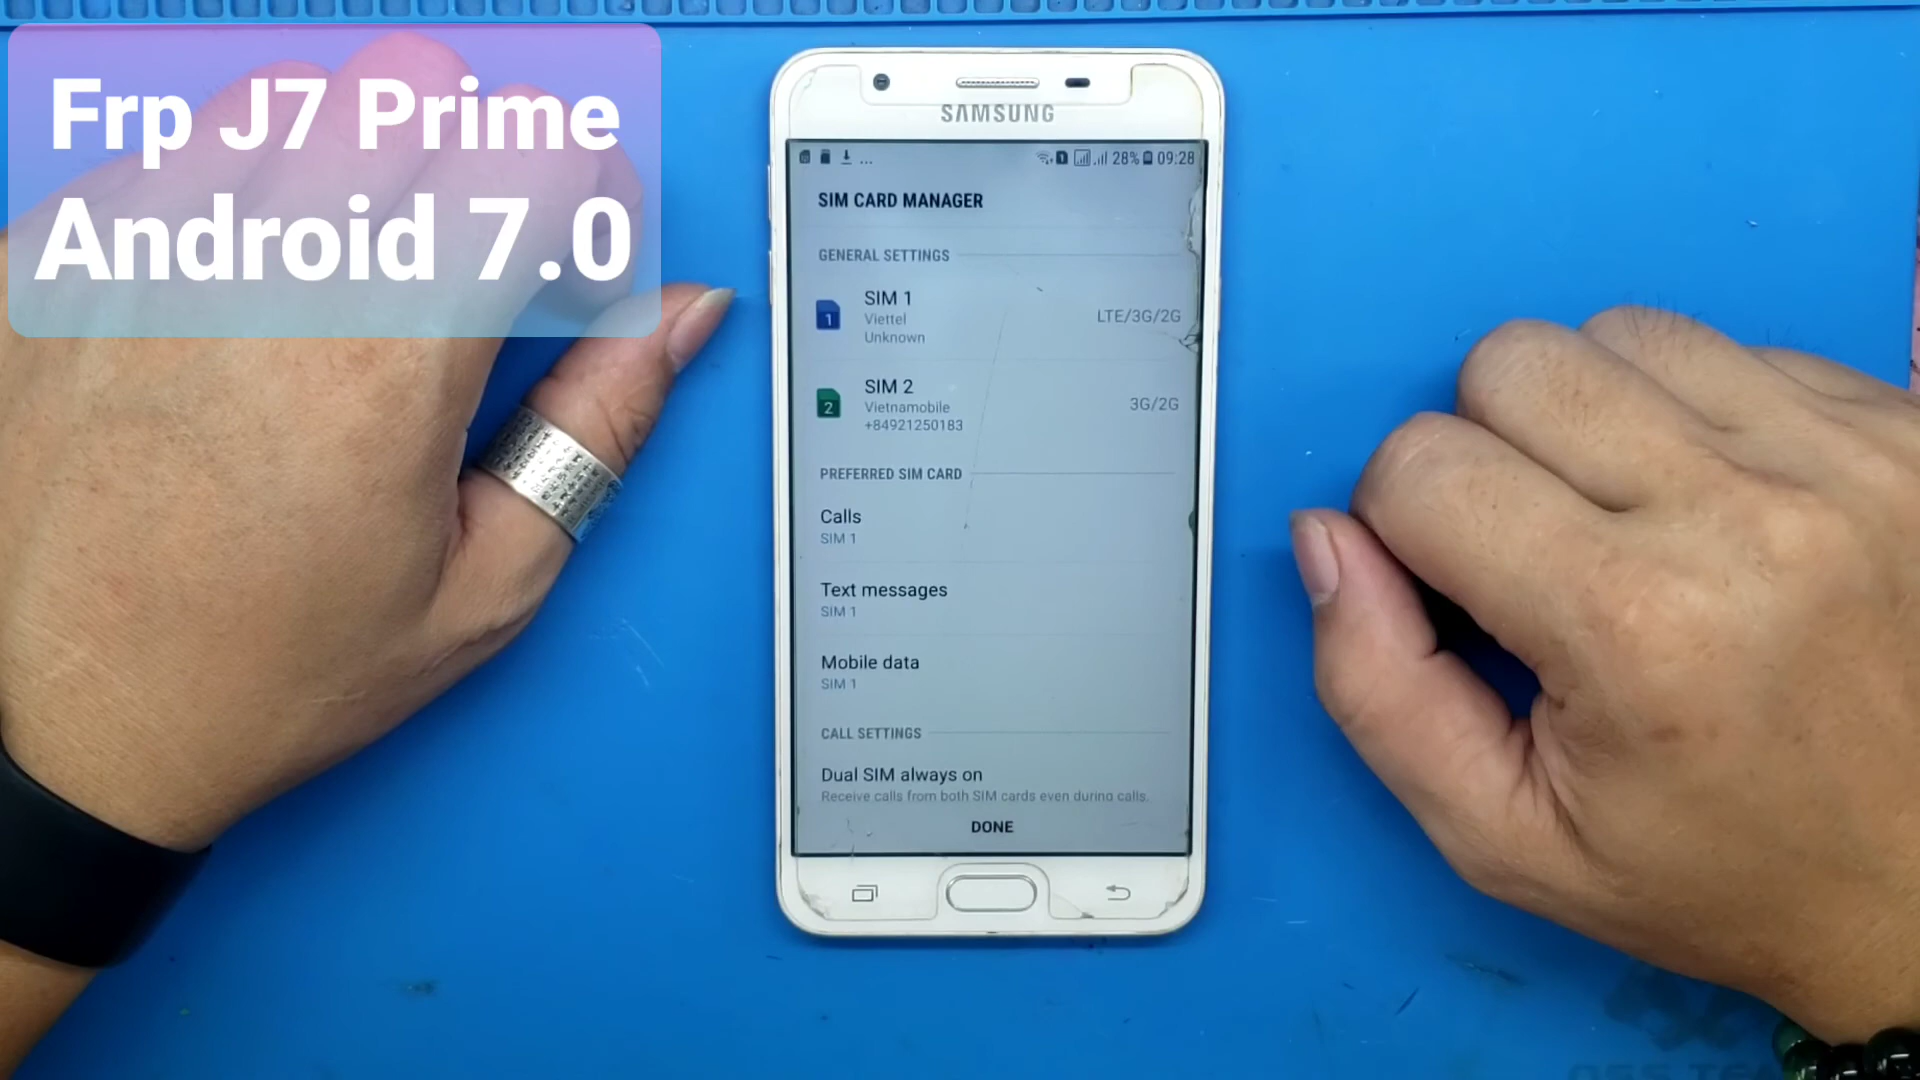 Frp J7 Prime
Android 7.0
SAMSUNG
... 1 28% 09:28
SIM CARD MANAGER
GENERAL SETTINGS
1 SIM 1
Viettel
Unknown
LTE/3G/2G
2 SIM 2
Vietnamobile
+84921250183
3G/2G
PREFERRED SIM CARD
Calls
SIM 1
Text messages
SIM 1
Mobile data
SIM 1
CALL SETTINGS
Dual SIM always on
Receive calls from both SIM cards even during calls.
DONE